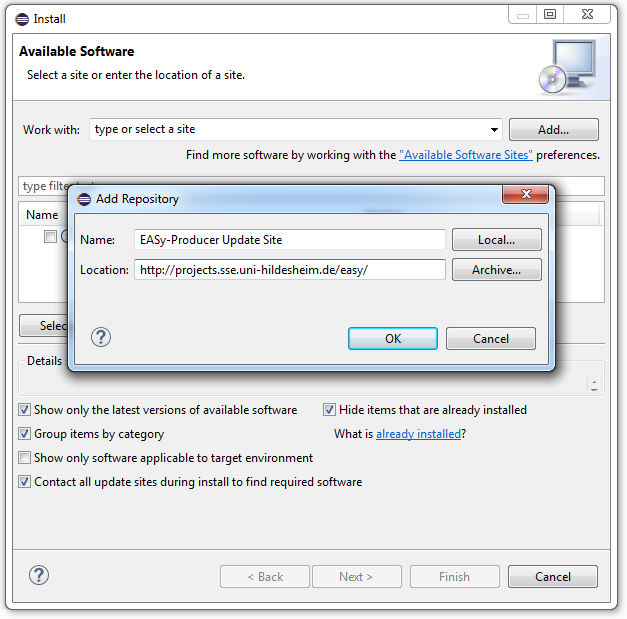 Install
Available Software
Select a site or enter the location of a site.
Work with: type or select a site Add...
Find more software by working with the "Available Software Sites" preferences.
type filte
Add Repository
Name
Name: EASy-Producer Update Site Local...
Location: http://projects.sse.uni-hildesheim.de/easy/ Archive...
Selec
OK Cancel
Details
Show only the latest versions of available software Hide items that are already installed
Group items by category What is already installed?
Show only software applicable to target environment
Contact all update sites during install to find required software
< Back Next > Finish Cancel